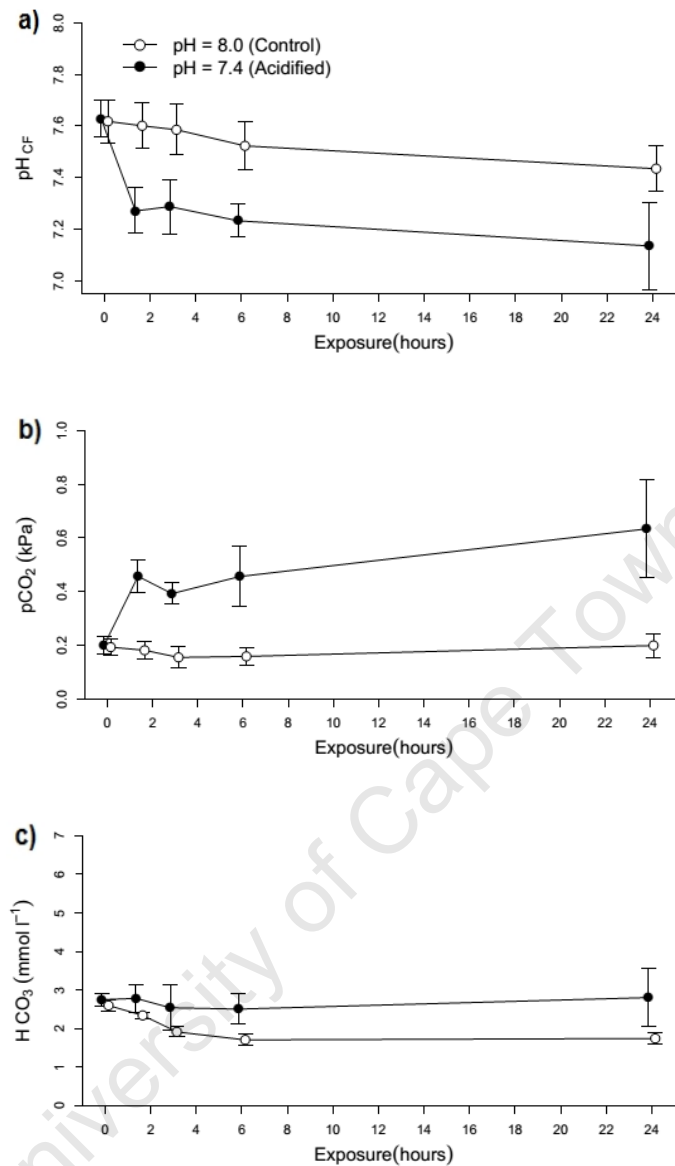 a)
pH = 8.0 (Control)
pH = 7.4 (Acidified)
pH CF
7.0 7.2 7.4 7.6 7.8 8.0
0 2 4 6 8 10 12 14 16 18 20 22 24
Exposure(hours)
b)
pCO₂ (kPa)
0.0 0.2 0.4 0.6 0.8 1.0
0 2 4 6 8 10 12 14 16 18 20 22 24
Exposure(hours)
c)
H CO₃ (mmol l⁻¹)
0 1 2 3 4 5 6 7
0 2 4 6 8 10 12 14 16 18 20 22 24
Exposure(hours)
University of Cape Town